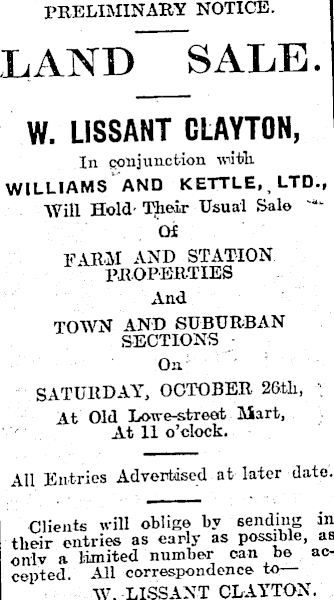 PRELIMINARY NOTICE.
LAND SALE.
W. LISSANT CLAYTON,
In conjunction with
WILLIAMS AND KETTLE, LTD.,
Will Hold Their Usual Sale
Of
FARM AND STATION
PROPERTIES
And
TOWN AND SUBURBAN
SECTIONS
On
SATURDAY, OCTOBER 26th,
At Old Lowe-street Mart,
At 11 o'clock.
All Entries Advertised at later date.
Clients will oblige by sending in
their entries as early as possible, as
only a limited number can be ac-
cepted. All correspondence to—
W. LISSANT CLAYTON.